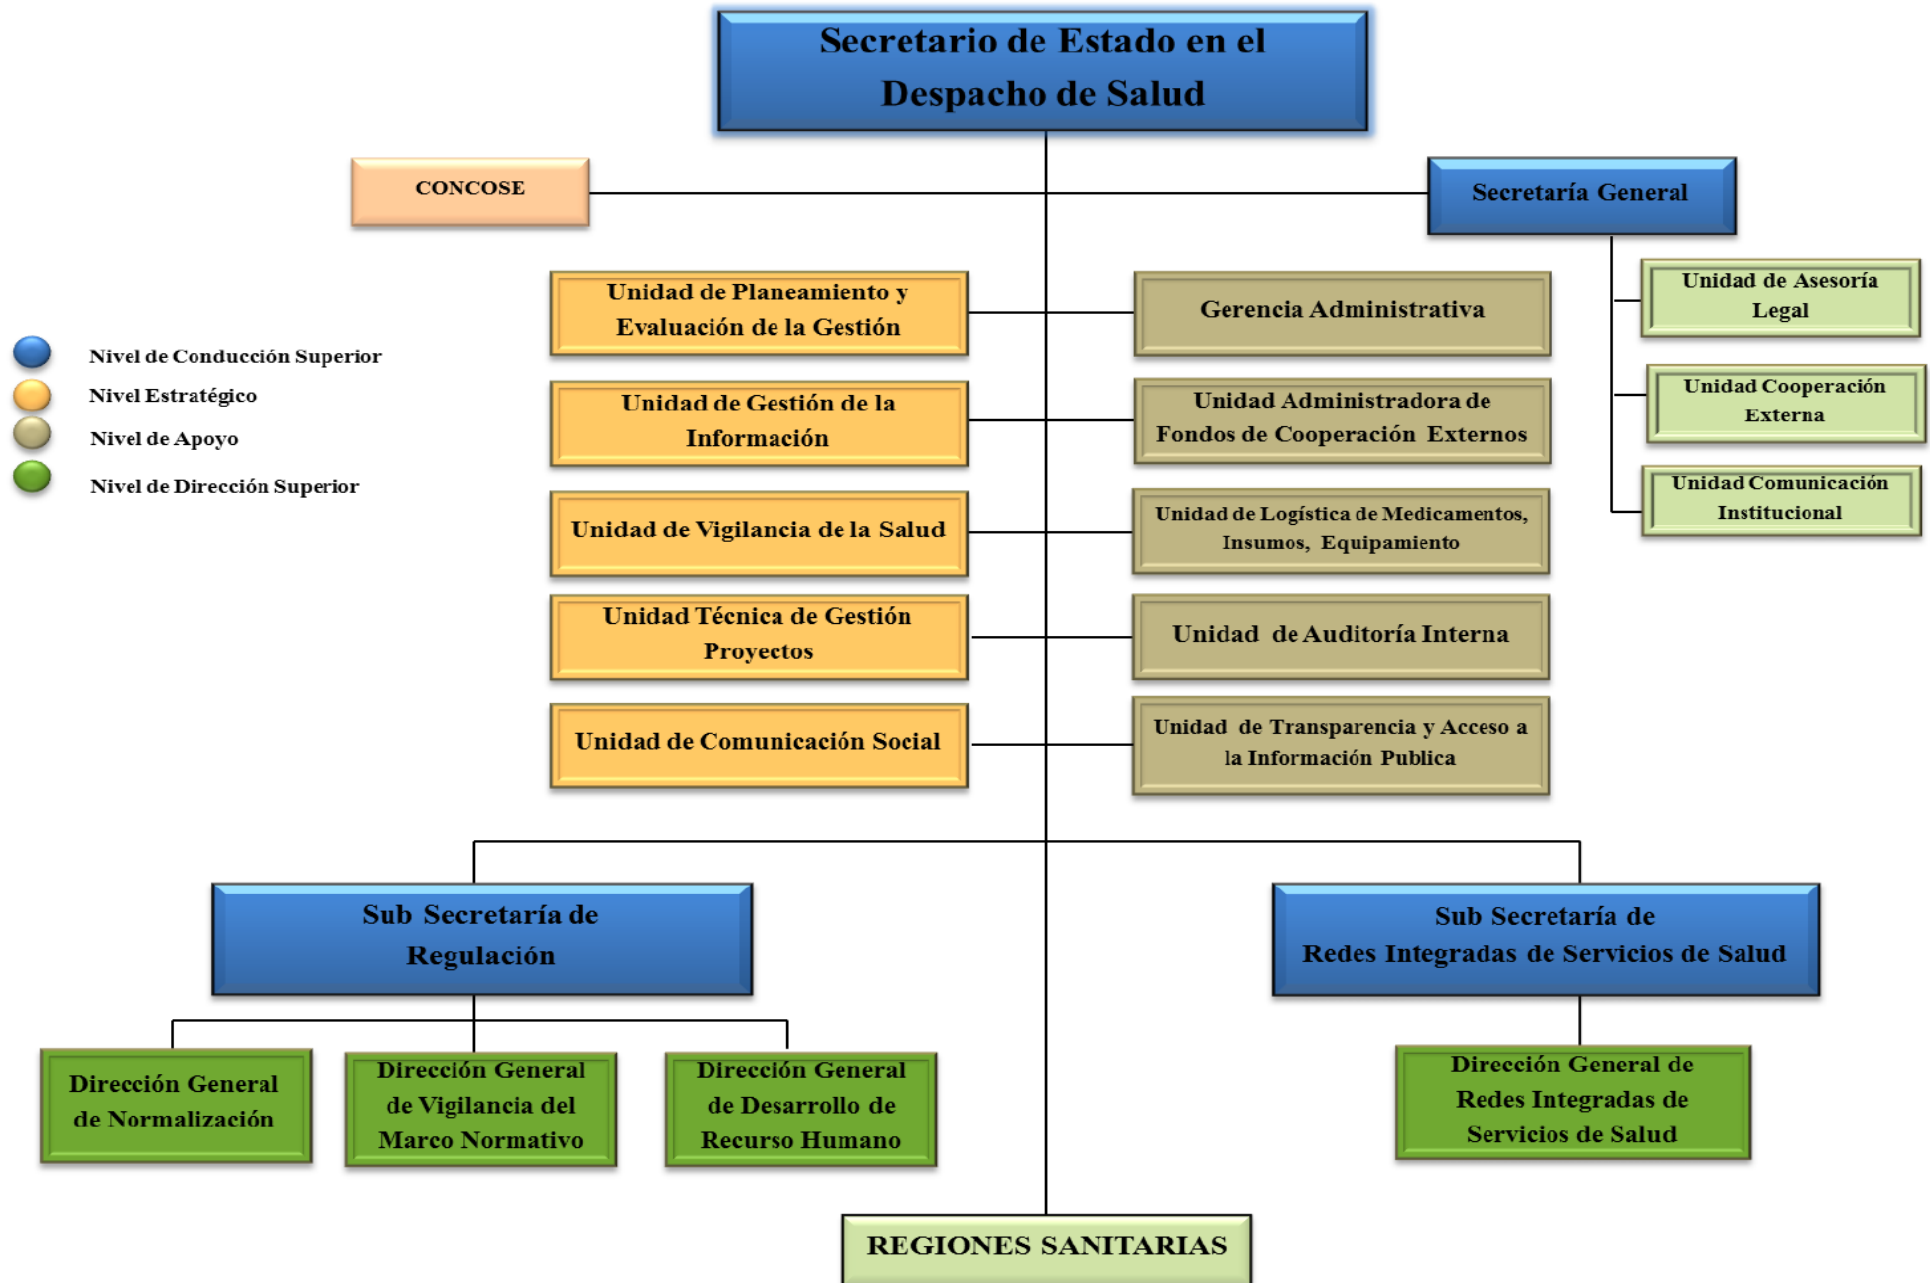 Secretario de Estado en el
Despacho de Salud
CONCOSE
Secretaría General
Unidad de Asesoría
Legal
Unidad Cooperación
Externa
Unidad Comunicación
Institucional
Nivel de Conducción Superior
Nivel Estratégico
Nivel de Apoyo
Nivel de Dirección Superior
Unidad de Planeamiento y
Evaluación de la Gestión
Gerencia Administrativa
Unidad de Gestión de la
Información
Unidad Administradora de
Fondos de Cooperación Externos
Unidad de Vigilancia de la Salud
Unidad de Logística de Medicamentos,
Insumos, Equipamiento
Unidad Técnica de Gestión
Proyectos
Unidad de Auditoría Interna
Unidad de Comunicación Social
Unidad de Transparencia y Acceso a
la Información Publica
Sub Secretaría de
Regulación
Sub Secretaría de
Redes Integradas de Servicios de Salud
Dirección General
de Normalización
Dirección General
de Vigilancia del
Marco Normativo
Dirección General
de Desarrollo de
Recurso Humano
Dirección General de
Redes Integradas de
Servicios de Salud
REGIONES SANITARIAS